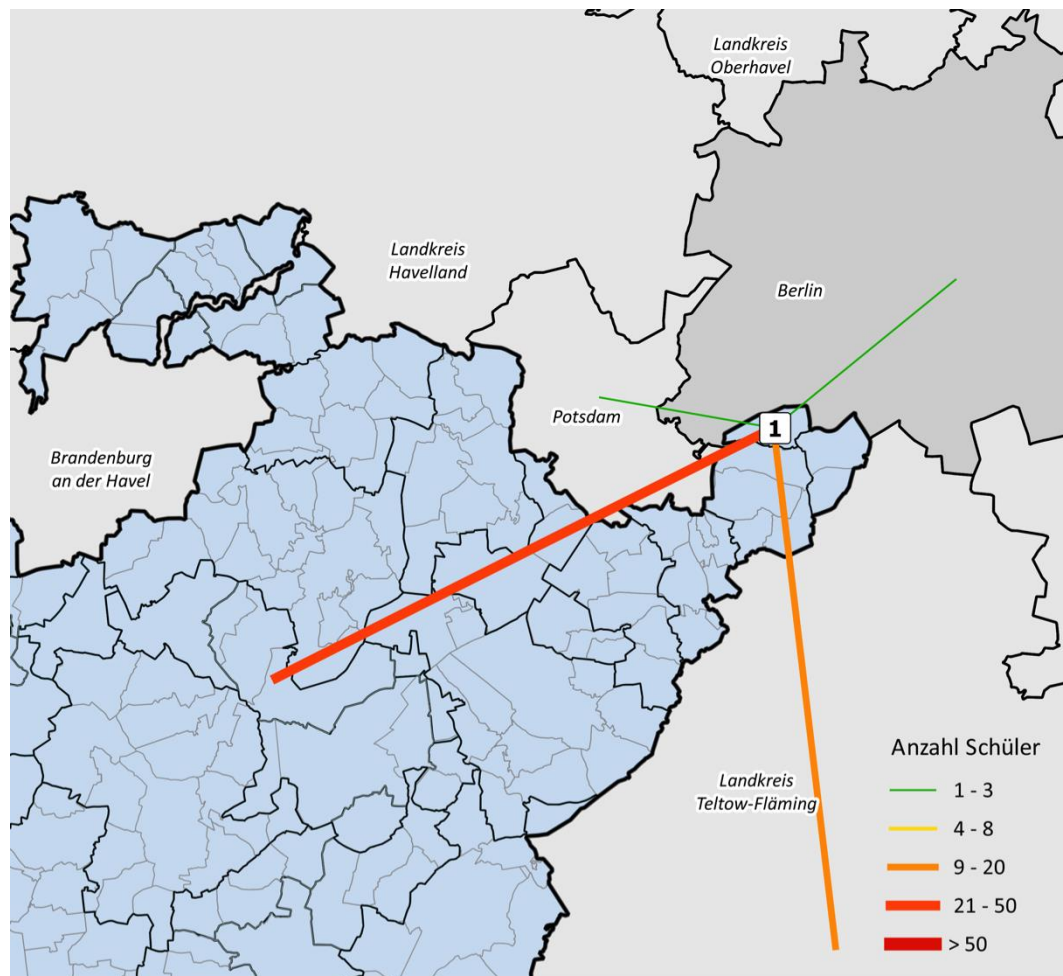 Landkreis
Oberhavel
Landkreis
Havelland
Berlin
Potsdam
1
Brandenburg
an der Havel
Landkreis
Teltow-Fläming
Anzahl Schüler
1 - 3
4 - 8
9 - 20
21 - 50
> 50